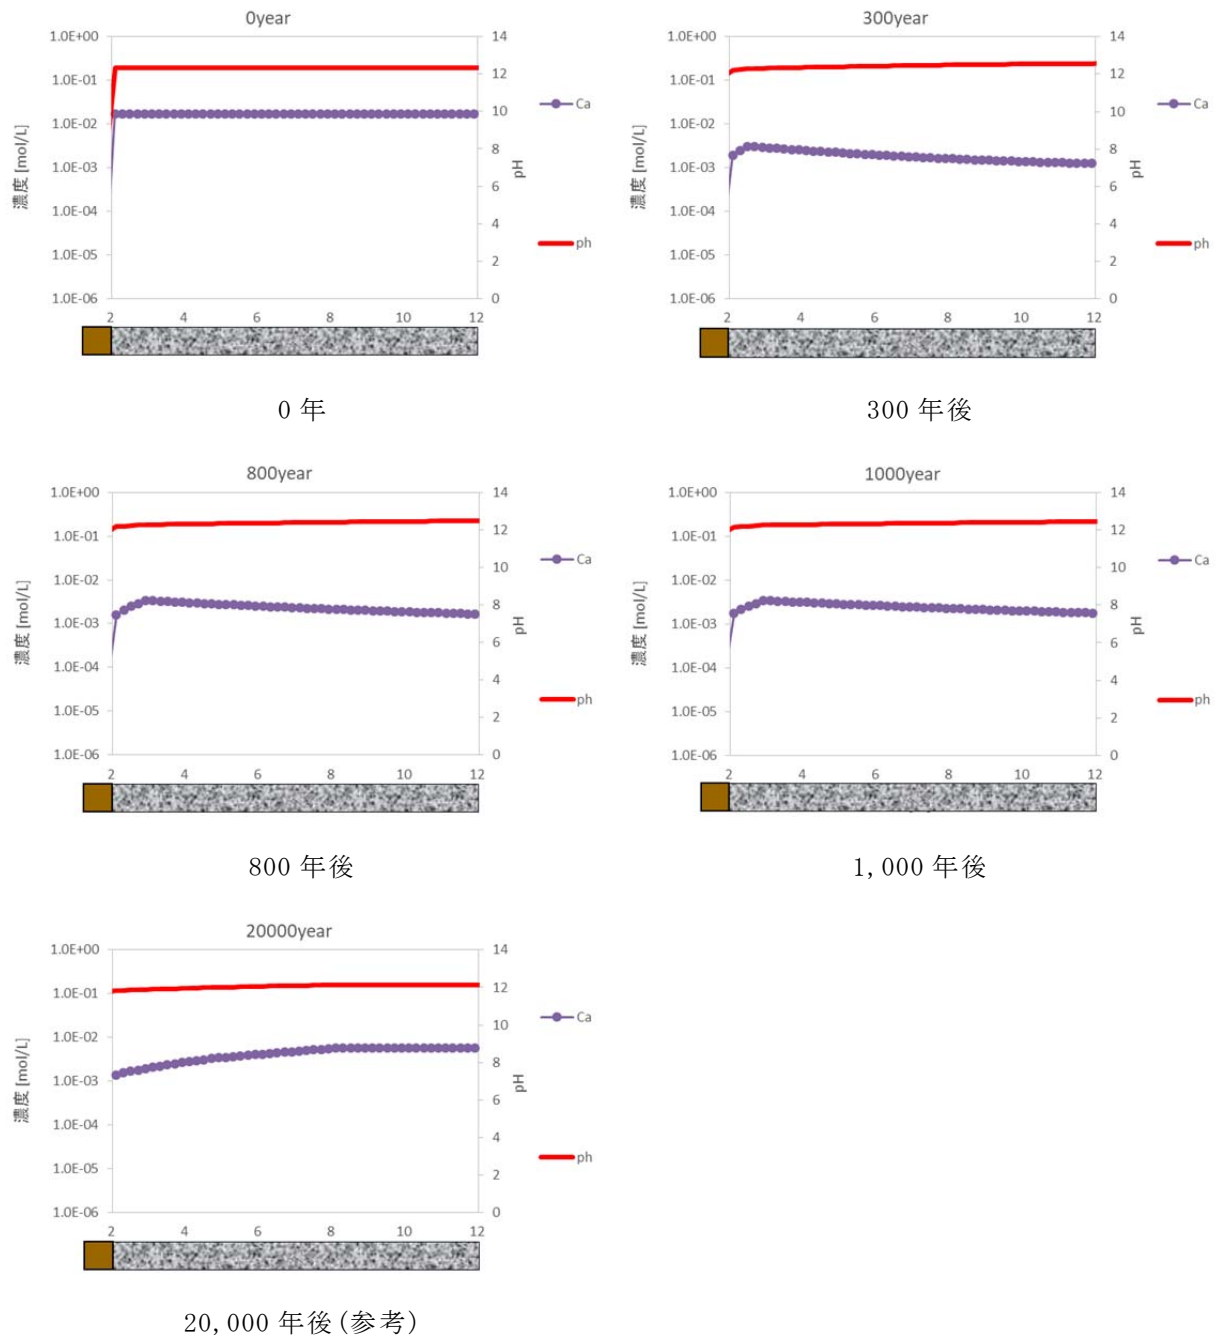 0year
1.0E+00
1.0E-01
1.0E-02
1.0E-03
1.0E-04
1.0E-05
1.0E-06
濃度 [mol/L]
14
12
10
8
6
4
2
0
pH
Ca
ph
2 4 6 8 10 12
0 年
300year
1.0E+00
1.0E-01
1.0E-02
1.0E-03
1.0E-04
1.0E-05
1.0E-06
濃度 [mol/L]
14
12
10
8
6
4
2
0
pH
Ca
ph
2 4 6 8 10 12
300 年後
800year
1.0E+00
1.0E-01
1.0E-02
1.0E-03
1.0E-04
1.0E-05
1.0E-06
濃度 [mol/L]
14
12
10
8
6
4
2
0
pH
Ca
ph
2 4 6 8 10 12
800 年後
1000year
1.0E+00
1.0E-01
1.0E-02
1.0E-03
1.0E-04
1.0E-05
1.0E-06
濃度 [mol/L]
14
12
10
8
6
4
2
0
pH
Ca
ph
2 4 6 8 10 12
1,000 年後
20000year
1.0E+00
1.0E-01
1.0E-02
1.0E-03
1.0E-04
1.0E-05
1.0E-06
濃度 [mol/L]
14
12
10
8
6
4
2
0
pH
Ca
ph
2 4 6 8 10 12
20,000 年後(参考)